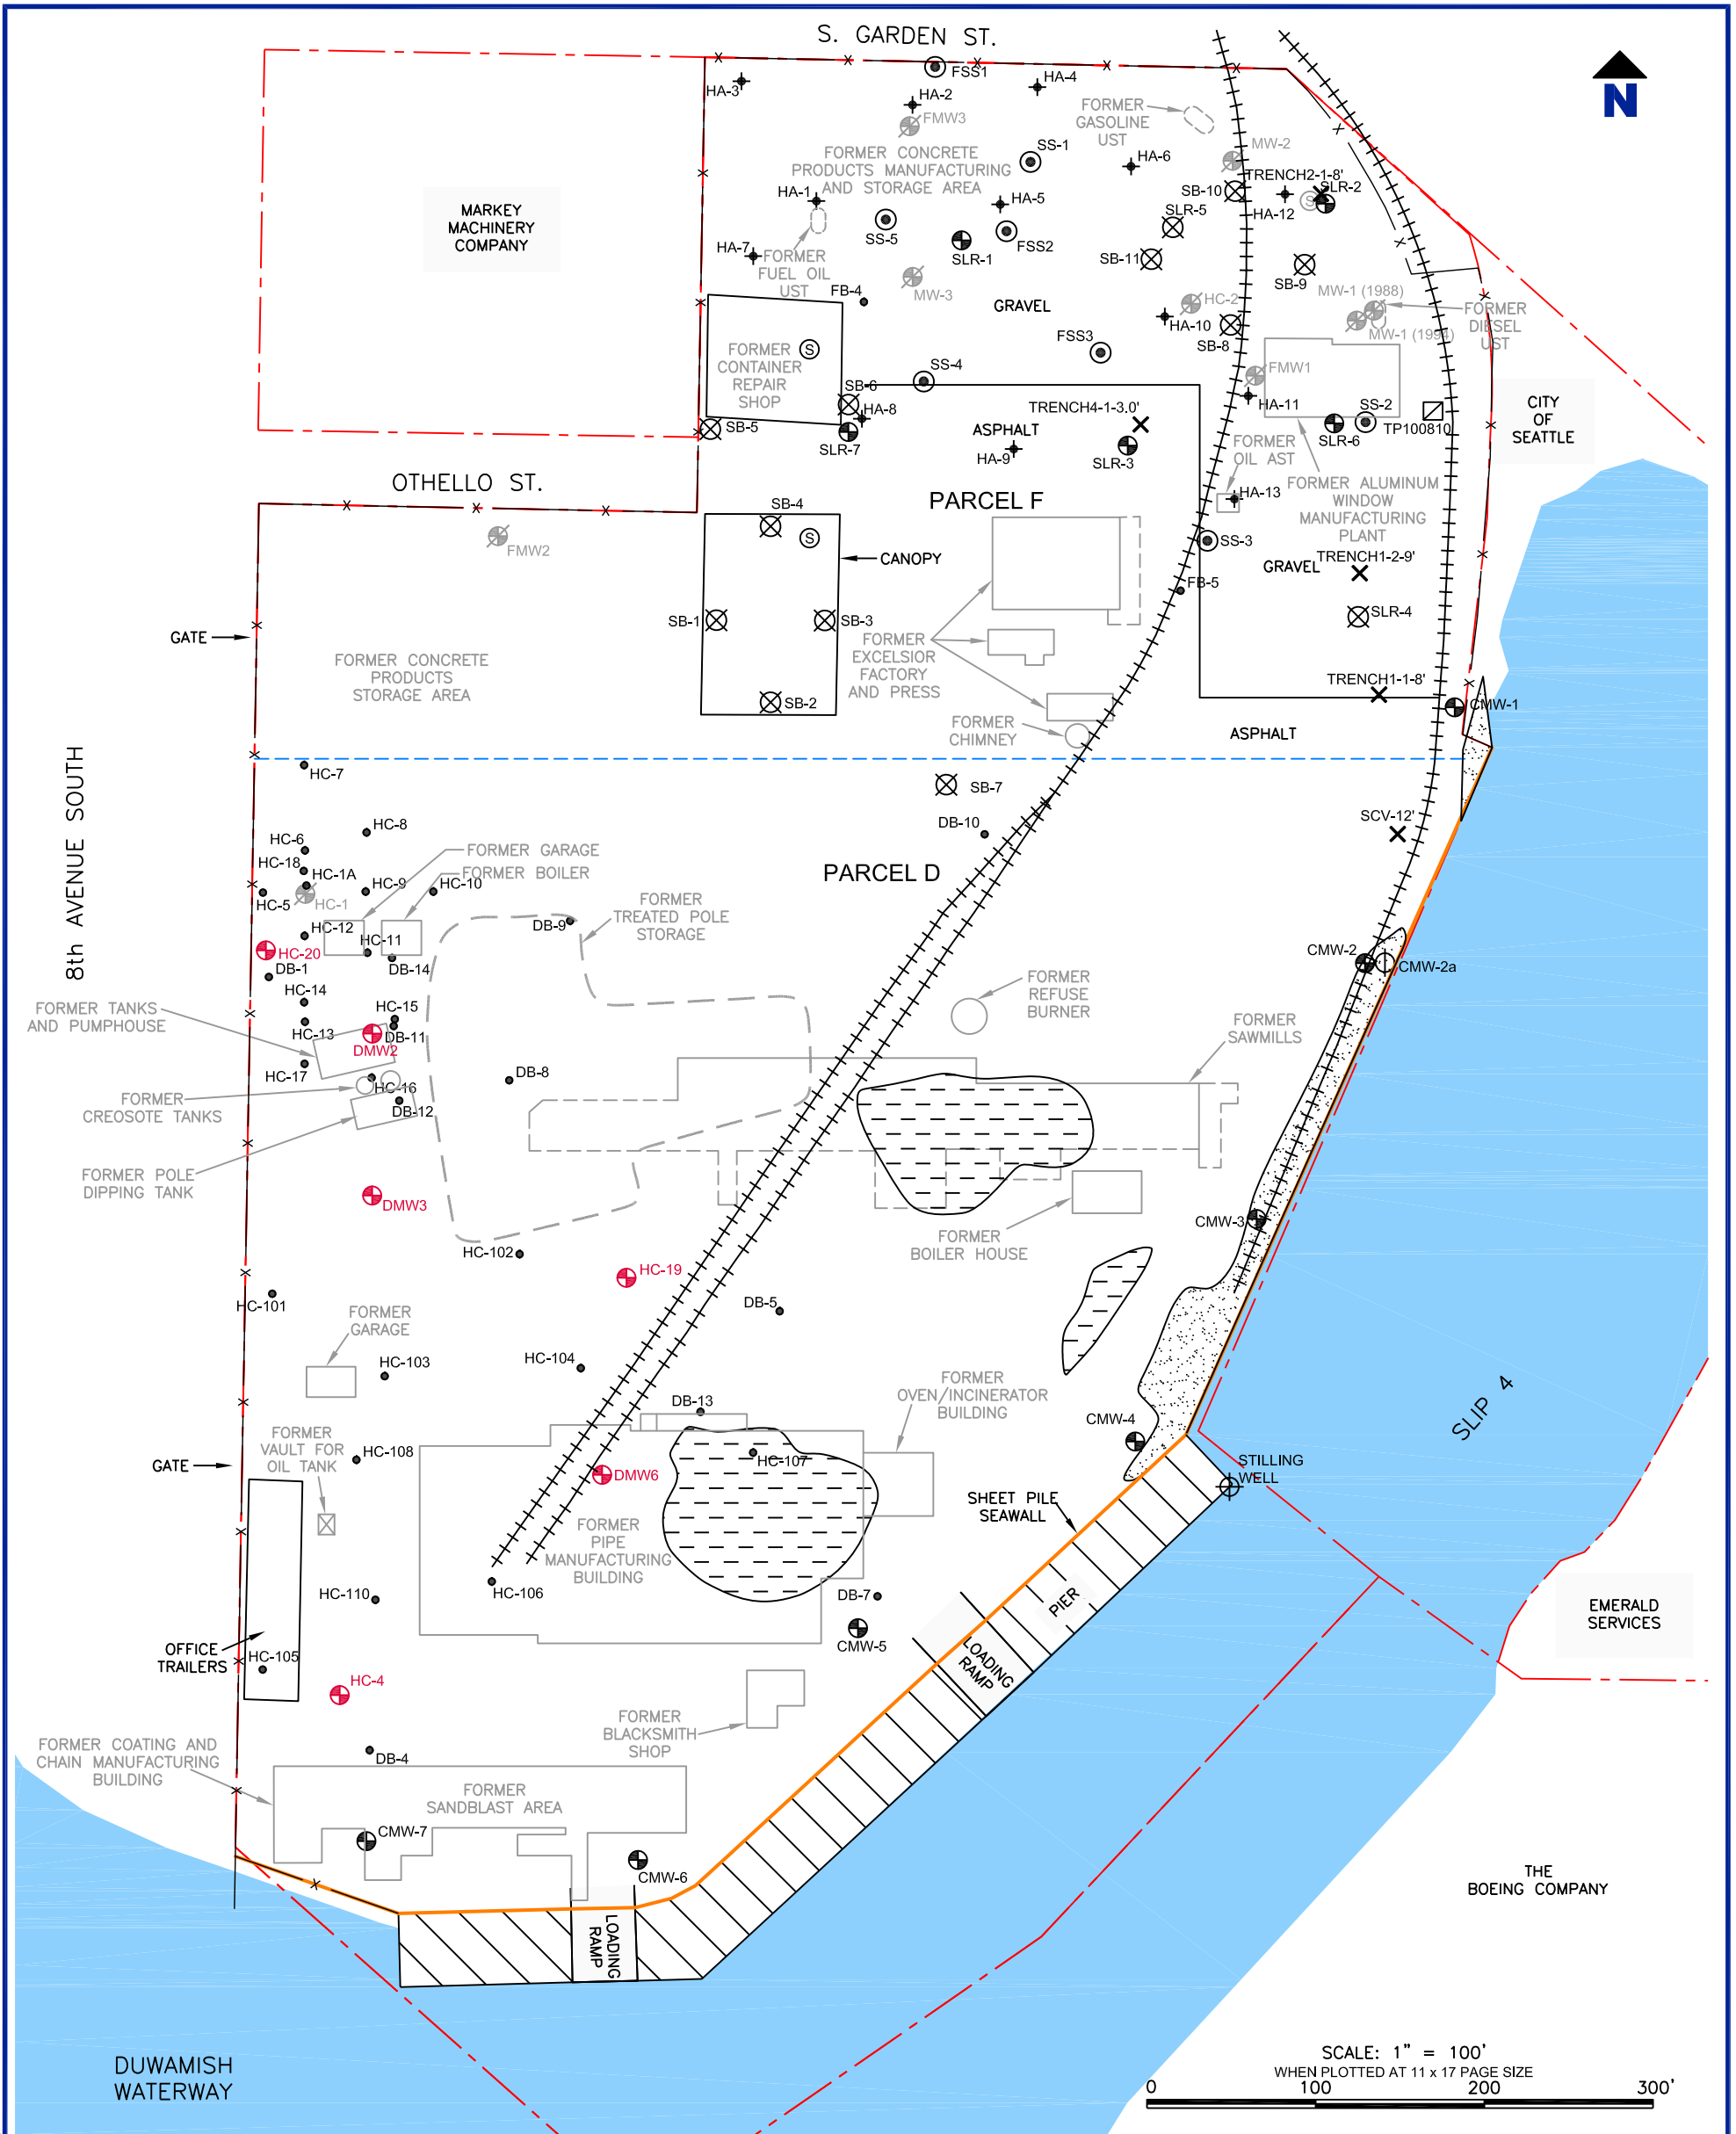 S. GARDEN ST.
N
FSS1
HA-3
HA-2
HA-4
FMW3
FORMER
GASOLINE
UST
MW-2
FORMER CONCRETE
PRODUCTS MANUFACTURING
AND STORAGE AREA
SS-1
HA-6
TRENCH2-1-8'
SLR-2
S
HA-1
HA-5
SB-10
HA-12
SLR-5
MARKEY
MACHINERY
COMPANY
SS-5
FSS2
SLR-1
HA-7
FORMER
FUEL OIL
UST
SB-11
SB-9
MW-3
FB-4
GRAVEL
HC-2
MW-1 (1988)
MW-1 (1994)
FORMER
DIESEL
UST
HA-10
SB-8
FSS3
FORMER
CONTAINER
REPAIR
SHOP
S
SS-4
FMW1
SB-6
HA-8
HA-11
SB-5
SLR-7
ASPHALT
HA-9
TRENCH4-1-3.0'
SLR-3
SS-2
SLR-6
TP100810
CITY
OF
SEATTLE
FORMER
OIL AST
OTHELLO ST.
PARCEL F
HA-13
FORMER ALUMINUM
WINDOW
MANUFACTURING
PLANT
SB-4
S
FMW2
CANOPY
SS-3
TRENCH1-2-9'
GRAVEL
FB-5
SB-1
SB-3
SLR-4
GATE
FORMER
EXCELSIOR
FACTORY
AND PRESS
FORMER CONCRETE
PRODUCTS
STORAGE AREA
TRENCH1-1-8'
SB-2
CMW-1
FORMER
CHIMNEY
ASPHALT
8th AVENUE SOUTH
HC-7
SB-7
HC-8
DB-10
SCV-12'
HC-6
FORMER GARAGE
HC-18
HC-1A
FORMER BOILER
PARCEL D
HC-9
HC-10
HC-5
HC-1
FORMER
TREATED POLE
STORAGE
DB-9
HC-12
HC-11
HC-20
DB-14
CMW-2
CMW-2a
DB-1
HC-14
FORMER
REFUSE
BURNER
FORMER TANKS
AND PUMPHOUSE
HC-15
HC-13
DB-11
DMW2
FORMER
SAWMILLS
HC-17
HC-16
DB-8
FORMER
CREOSOTE TANKS
DB-12
FORMER POLE
DIPPING TANK
DMW3
CMW-3
FORMER
BOILER HOUSE
HC-102
HC-19
HC-101
DB-5
FORMER
GARAGE
HC-103
HC-104
FORMER
OVEN/INCINERATOR
BUILDING
DB-13
SLIP 4
CMW-4
FORMER
VAULT FOR
OIL TANK
HC-108
HC-107
GATE
DMW6
STILLING
WELL
SHEET PILE
SEAWALL
FORMER
PIPE
MANUFACTURING
BUILDING
HC-106
HC-110
DB-7
PIER
EMERALD
SERVICES
CMW-5
OFFICE
TRAILERS
HC-105
LOADING
RAMP
HC-4
FORMER
BLACKSMITH
SHOP
FORMER COATING AND
CHAIN MANUFACTURING
BUILDING
DB-4
FORMER
SANDBLAST AREA
CMW-7
CMW-6
THE
BOEING COMPANY
LOADING
RAMP
DUWAMISH
WATERWAY
SCALE: 1" = 100'
WHEN PLOTTED AT 11 x 17 PAGE SIZE
0 100 200 300'